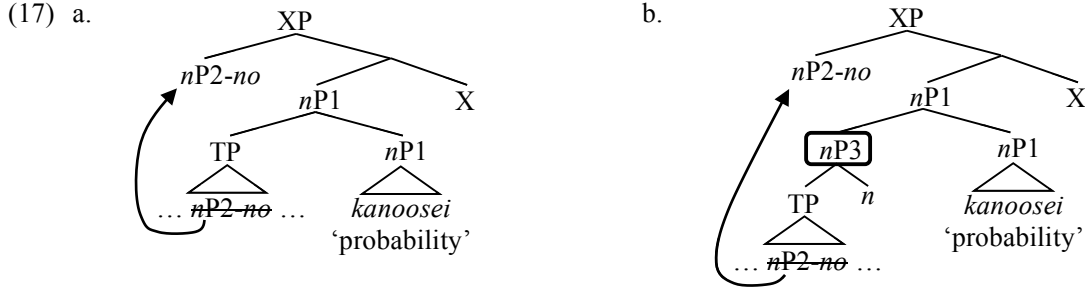 (17) a.
XP
nP2-no
nP1
X
TP
nP1
… nP2-no …
kanoosei
‘probability’
b.
XP
nP2-no
nP1
X
nP3
nP1
TP
n
kanoosei
‘probability’
… nP2-no …